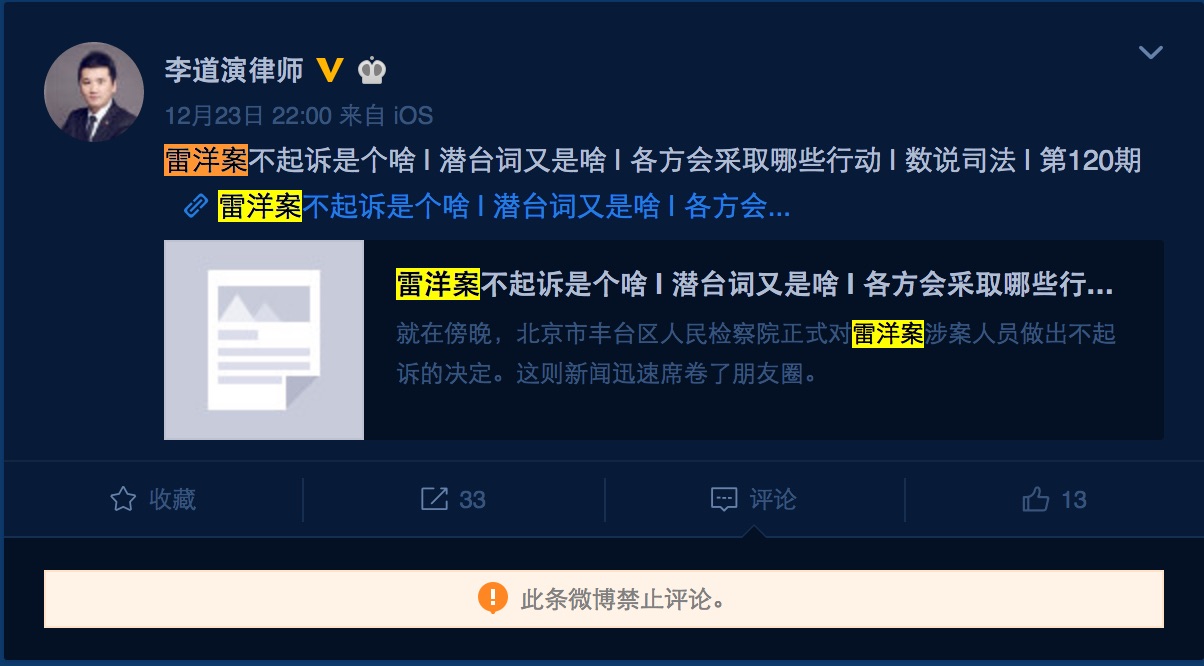 李道演律师
12月23日 22:00 来自 iOS
雷洋案不起诉是个啥 l 潜台词又是啥 l 各方会采取哪些行动 l 数说司法 l 第120期
雷洋案不起诉是个啥 l 潜台词又是啥 l 各方会...
雷洋案不起诉是个啥 l 潜台词又是啥 l 各方会采取哪些行...
就在傍晚，北京市丰台区人民检察院正式对雷洋案涉案人员做出不起
诉的决定。这则新闻迅速席卷了朋友圈。
收藏 33 评论 13
此条微博禁止评论。